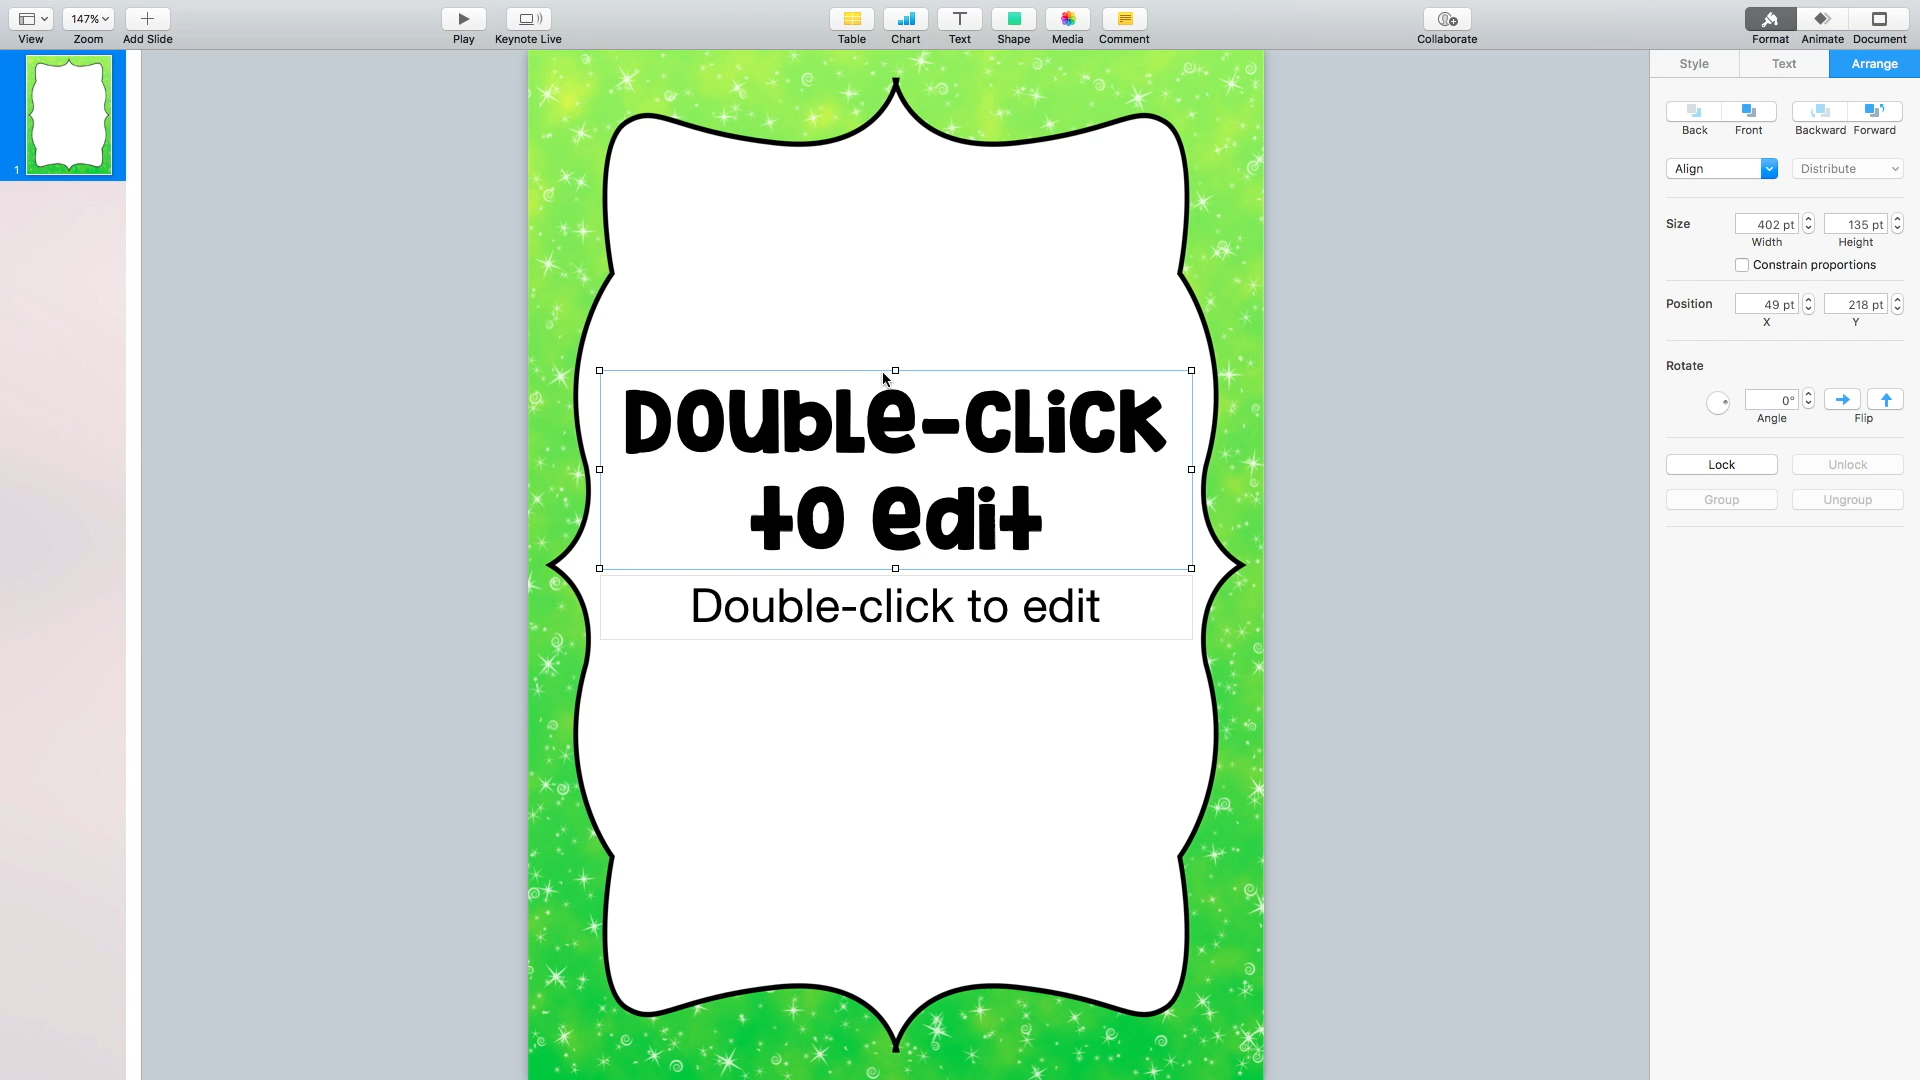 147%
View
Zoom
Add Slide
Play
Keynote Live
Table
Chart
Text
Shape
Media
Comment
Collaborate
Format
Animate
Document
Style
Text
Arrange
Back
Front
Backward
Forward
Align
Distribute
Size
402 pt
135 pt
Width
Height
Constrain proportions
Position
49 pt
218 pt
X
Y
Rotate
0°
Angle
Flip
Lock
Unlock
Group
Ungroup
1
Double-click
to edit
Double-click to edit